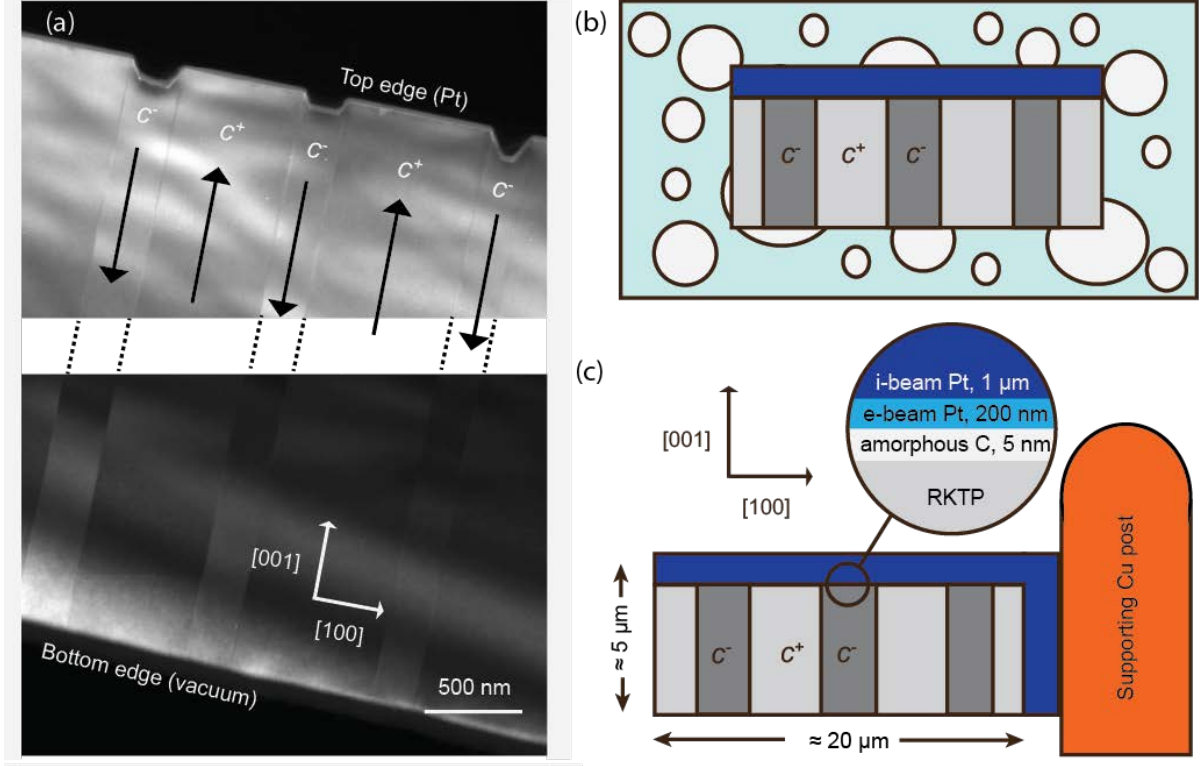 (a)
Top edge (Pt)
C-
C+
C-
C+
C-
[001]
[100]
Bottom edge (vacuum)
500 nm
(b)
C-
C+
C-
(c)
[001]
[100]
i-beam Pt, 1 µm
e-beam Pt, 200 nm
amorphous C, 5 nm
RKTP
≈ 5 µm
C-
C+
C-
≈ 20 µm
Supporting Cu post